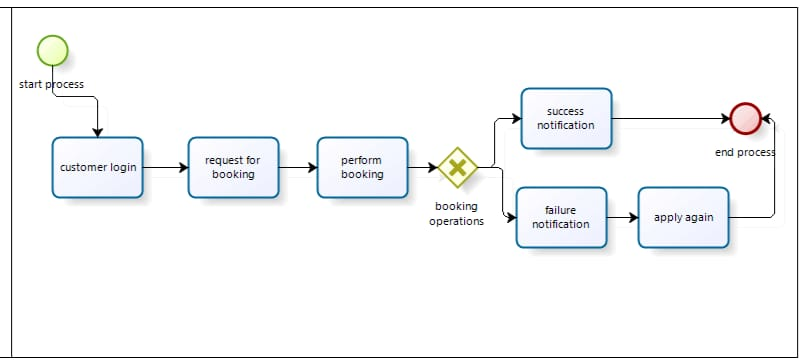 start process
customer login
request for
booking
perform
booking
booking
operations
success
notification
failure
notification
apply again
end process